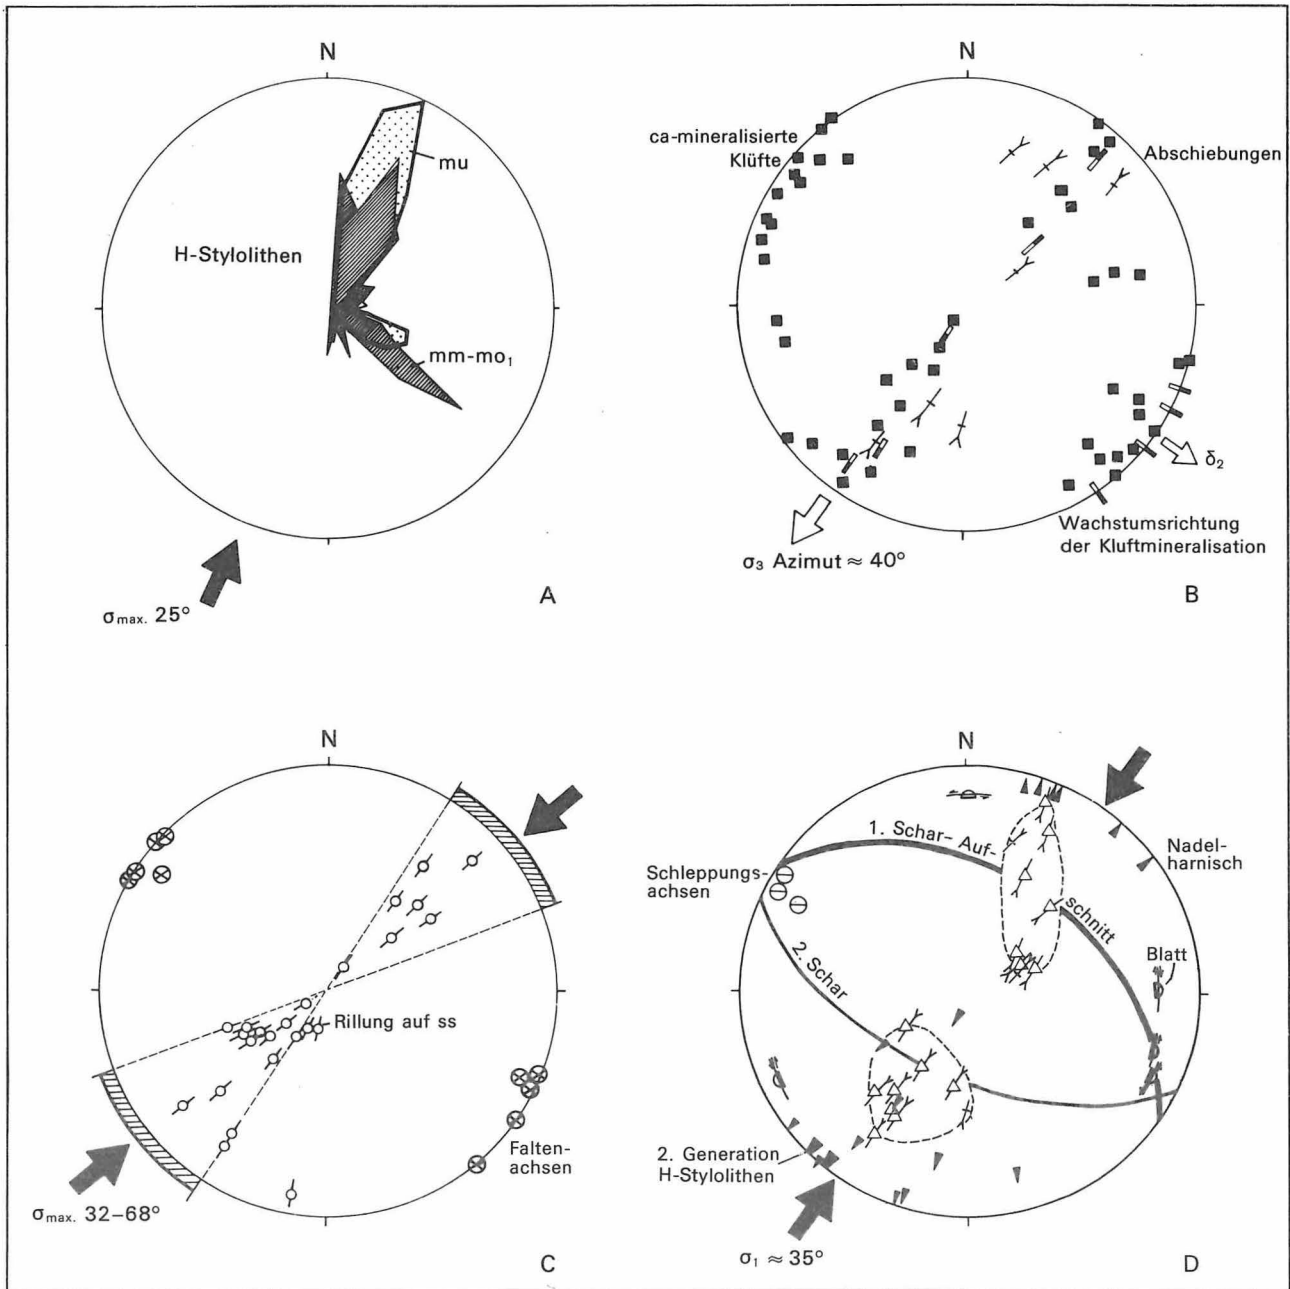 N
mu
H-Stylolithen
mm-mo₁
σmax. 25°
A
N
ca-mineralisierte
Klüfte
Abschiebungen
δ₂
Wachstumsrichtung
der Kluftmineralisation
σ₃ Azimut ≈ 40°
B
N
Rillung auf ss
Falten-
achsen
σmax. 32–68°
C
N
1. Schar- Auf-
schnitt
Nadel-
harnisch
Schleppungs-
achsen
2. Schar
Blatt
2. Generation
H-Stylolithen
σ₁ ≈ 35°
D